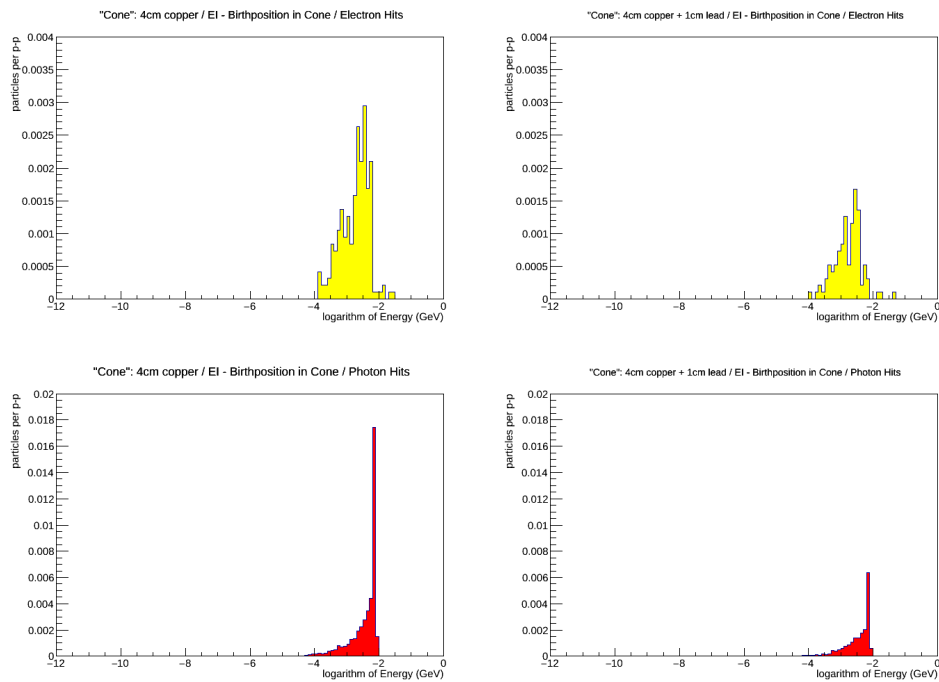 "Cone": 4cm copper / EI - Birthposition in Cone / Electron Hits
particles per p-p
0.004
0.0035
0.003
0.0025
0.002
0.0015
0.001
0.0005
0
−12 −10 −8 −6 −4 −2 0
logarithm of Energy (GeV)
"Cone": 4cm copper + 1cm lead / EI - Birthposition in Cone / Electron Hits
particles per p-p
0.004
0.0035
0.003
0.0025
0.002
0.0015
0.001
0.0005
0
−12 −10 −8 −6 −4 −2 0
logarithm of Energy (GeV)
"Cone": 4cm copper / EI - Birthposition in Cone / Photon Hits
particles per p-p
0.02
0.018
0.016
0.014
0.012
0.01
0.008
0.006
0.004
0.002
0
−12 −10 −8 −6 −4 −2 0
logarithm of Energy (GeV)
"Cone": 4cm copper + 1cm lead / EI - Birthposition in Cone / Photon Hits
particles per p-p
0.02
0.018
0.016
0.014
0.012
0.01
0.008
0.006
0.004
0.002
0
−12 −10 −8 −6 −4 −2 0
logarithm of Energy (GeV)